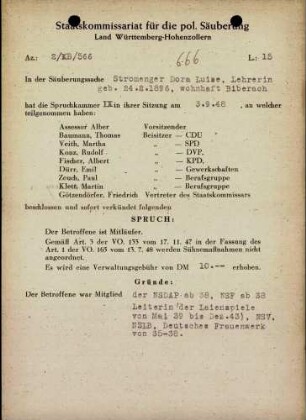 Staatskommissariat für die pol. Säuberung
Land Württemberg-Hohenzollern
Az.: 2/KB/366 666 L: 15
In der Säuberungssache Stromenger Dora Luise, Lehrerin
geb. 24.2.1896, wohnhaft Biberach
hat die Spruchkammer IX in ihrer Sitzung am 3.9.48 , an welcher
teilgenommen haben:
Assessor Alber Vorsitzender
Baumann, Thomas Beisitzer — CDU
Veith, Martha „ — SPD
Konz, Rudolf „ — DVP.
Fischer, Albert „ — KPD.
Dürr, Emil „ — Gewerkschaften
Zeuch, Paul „ — Berufsgruppe
Klett, Martin „ — Berufsgruppe
Götzendörfer, Friedrich Vertreter des Staatskommissars
beschlossen und sofort verkündet folgenden
SPRUCH:
Der Betroffene ist Mitläufer.
Gemäß Art. 3 der VO. 133 vom 17. 11. 47 in der Fassung des
Art. 1 der VO. 165 vom 13. 7. 48 werden Sühnemaßnahmen nicht
angeordnet.
Es wird eine Verwaltungsgebühr von DM 10.-- erhoben.
Gründe:
Der Betroffene war Mitglied der NSDAP ab 38, NSF ab 38
Leiterin der Laienspiele
von Mai 39 bis Dez.43), NSV,
NSLB, Deutsches Frauenwerk
von 35-38.